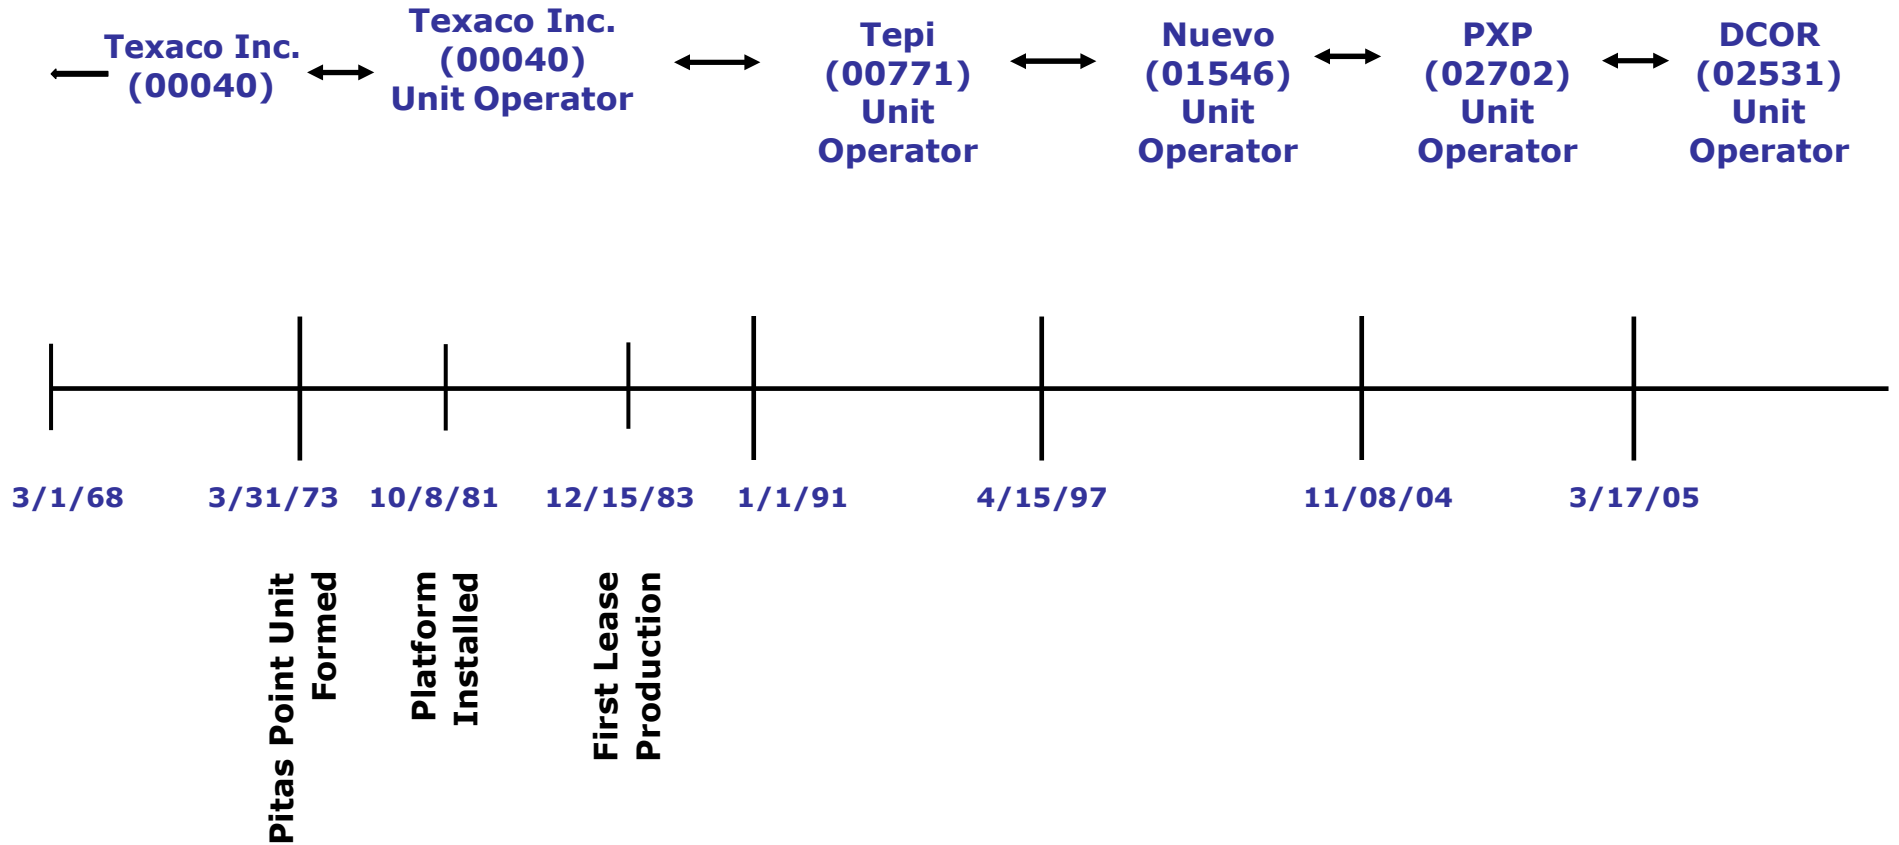 Texaco Inc.
(00040)
Texaco Inc.
(00040)
Unit Operator
Tepi
(00771)
Unit
Operator
Nuevo
(01546)
Unit
Operator
PXP
(02702)
Unit
Operator
DCOR
(02531)
Unit
Operator
3/1/68
3/31/73
10/8/81
12/15/83
1/1/91
4/15/97
11/08/04
3/17/05
Pitas Point Unit
Formed
Platform
Installed
First Lease
Production